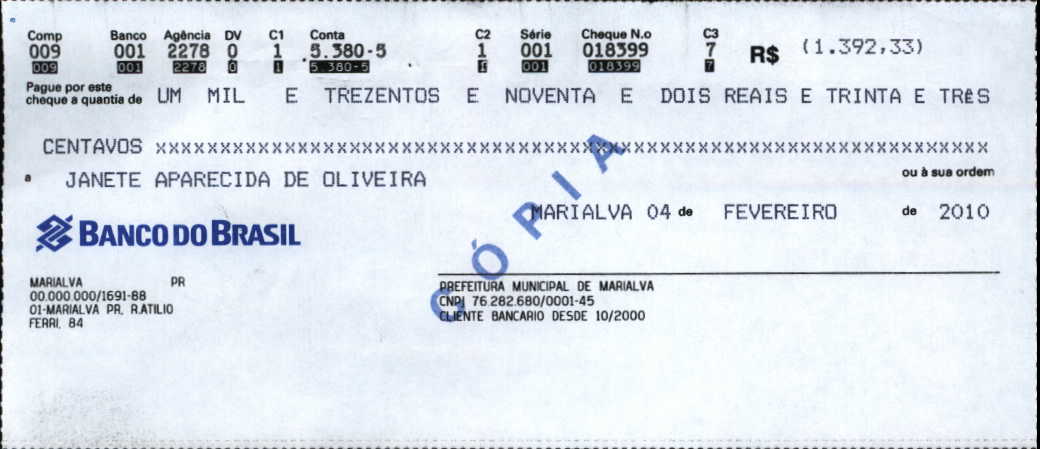 Comp Banco Agência DV C1 Conta C2 Série Cheque N.o C3
009 001 2278 0 1 5.380-5 1 001 018399 7 R$ (1.392,33)
009 001 2278 0 1 5 380-5 1 001 018399 7
Pague por este
cheque a quantia de UM MIL E TREZENTOS E NOVENTA E DOIS REAIS E TRINTA E TRêS
CENTAVOS xxxxxxxxxxxxxxxxxxxxxxxxxxxxxxxxxxxxxxxxxxxxxxxxxxxxxxxxxxxxxxxxx
a JANETE APARECIDA DE OLIVEIRA ou à sua ordem
MARIALVA 04 de FEVEREIRO de 2010
BANCO DO BRASIL
CÓPIA
MARIALVA PR
00.000.000/1691-88
01-MARIALVA PR. R.ATILIO
FERRI, 84
PREFEITURA MUNICIPAL DE MARIALVA
CNPJ 76.282.680/0001-45
CLIENTE BANCARIO DESDE 10/2000